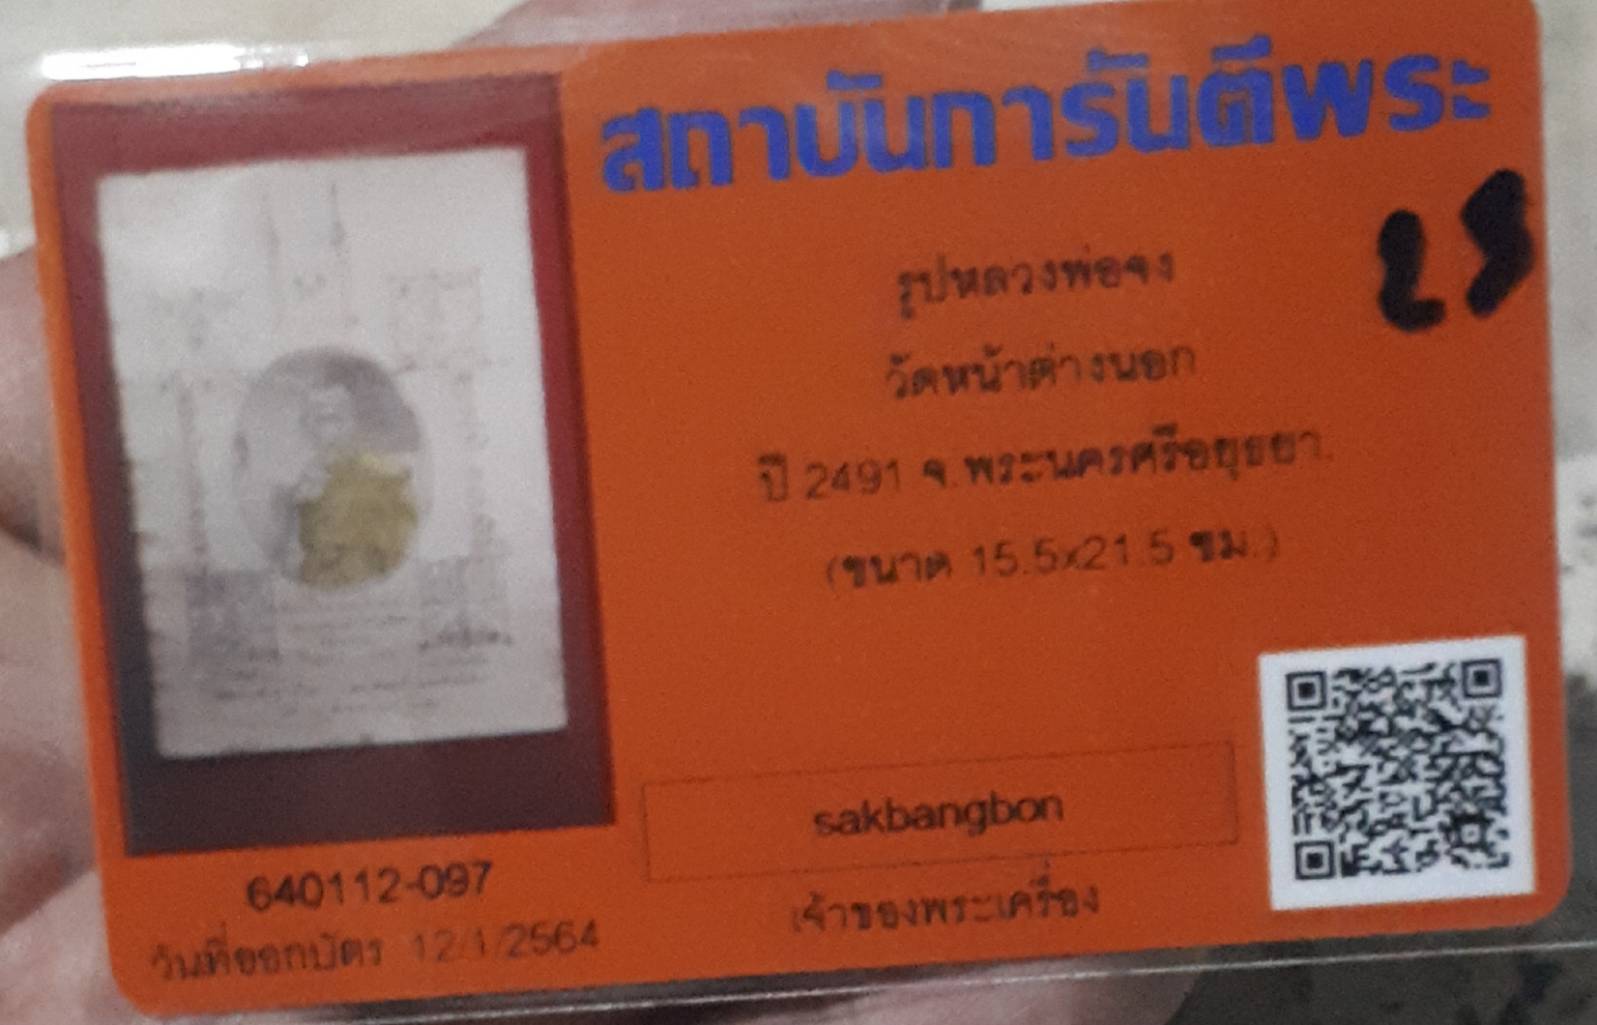 สถาบันการันตีพระ
รูปหลวงพ่อจง
วัดหน้าต่างนอก
ปี 2491 จ.พระนครศรีอยุธยา.
(ขนาด 15.5x21.5 ซม.)
sakbangbon
เจ้าของพระเครื่อง
640112-097
วันที่ออกบัตร 12/1/2564